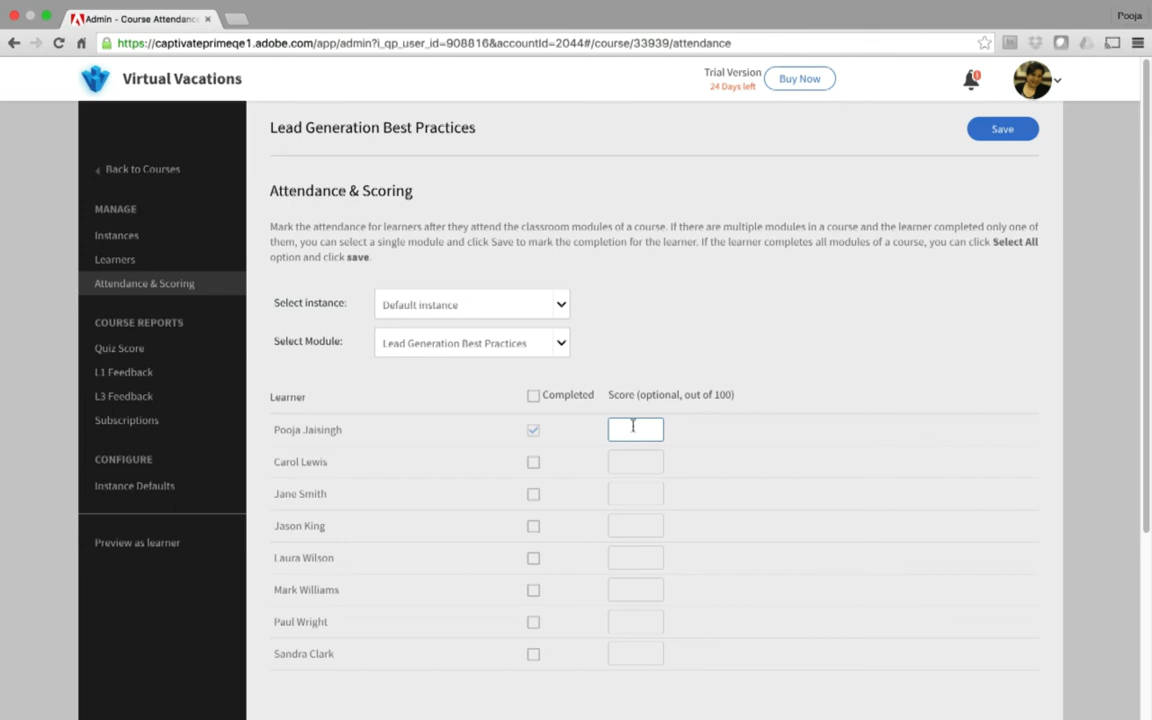 Admin - Course Attendance
Pooja
https://captivateprimeqe1.adobe.com/app/admin?i_qp_user_id=908816&accountId=2044#/course/33939/attendance
Virtual Vacations
Trial Version
24 Days left
Buy Now
Lead Generation Best Practices
Save
Back to Courses
MANAGE
Instances
Learners
Attendance & Scoring
COURSE REPORTS
Quiz Score
L1 Feedback
L3 Feedback
Subscriptions
CONFIGURE
Instance Defaults
Preview as learner
Attendance & Scoring
Mark the attendance for learners after they attend the classroom modules of a course. If there are multiple modules in a course and the learner completed only one of
them, you can select a single module and click Save to mark the completion for the learner. If the learner completes all modules of a course, you can click Select All
option and click save.
Select instance: Default instance
Select Module: Lead Generation Best Practices
Learner Completed Score (optional, out of 100)
Pooja Jaisingh
Carol Lewis
Jane Smith
Jason King
Laura Wilson
Mark Williams
Paul Wright
Sandra Clark